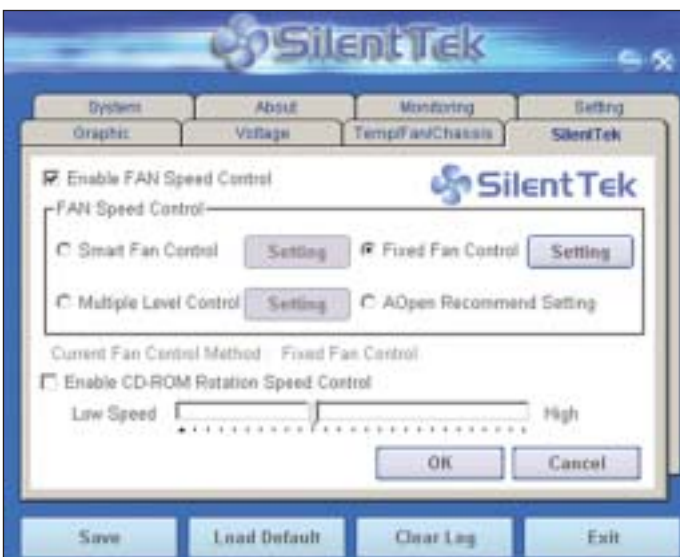 SilentTek
System About Monitoring Setting
Graphic Voltage Temp/Fan/Chassis SilentTek
Enable FAN Speed Control
SilentTek
FAN Speed Control
Smart Fan Control Setting Fixed Fan Control Setting
Multiple Level Control Setting AOpen Recommend Setting
Current Fan Control Method : Fixed Fan Control
Enable CD-ROM Rotation Speed Control
Low Speed High
OK Cancel
Save Load Default Clear Log Exit